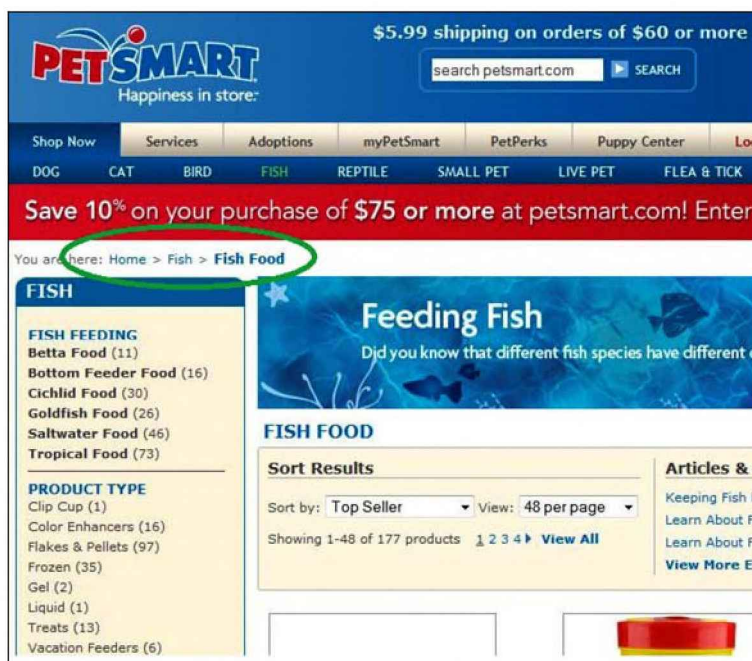 $5.99 shipping on orders of $60 or more
PETSMART
Happiness in store.
search petsmart.com SEARCH
Shop Now Services Adoptions myPetSmart PetPerks Puppy Center
DOG CAT BIRD FISH REPTILE SMALL PET LIVE PET FLEA & TICK
Save 10% on your purchase of $75 or more at petsmart.com! Enter
You are here: Home > Fish > Fish Food
FISH
FISH FEEDING
Betta Food (11)
Bottom Feeder Food (16)
Cichlid Food (30)
Goldfish Food (26)
Saltwater Food (46)
Tropical Food (73)
PRODUCT TYPE
Clip Cup (1)
Color Enhancers (16)
Flakes & Pellets (97)
Frozen (35)
Gel (2)
Liquid (1)
Treats (13)
Vacation Feeders (6)
Feeding Fish
Did you know that different fish species have different
FISH FOOD
Sort Results
Sort by: Top Seller View: 48 per page
Showing 1-48 of 177 products 1 2 3 4 View All
Articles &
Keeping Fish
Learn About
Learn About
View More